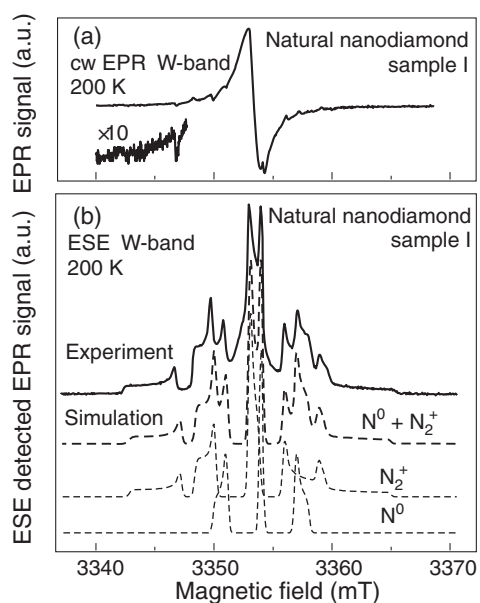 (a)
Natural nanodiamond
cw EPR W-band
sample I
200 K
×10
EPR signal (a.u.)
(b)
Natural nanodiamond
ESE W-band
sample I
200 K
Experiment
Simulation
N⁰ + N₂⁺
N₂⁺
N⁰
ESE detected EPR signal (a.u.)
3340 3350 3360 3370
Magnetic field (mT)